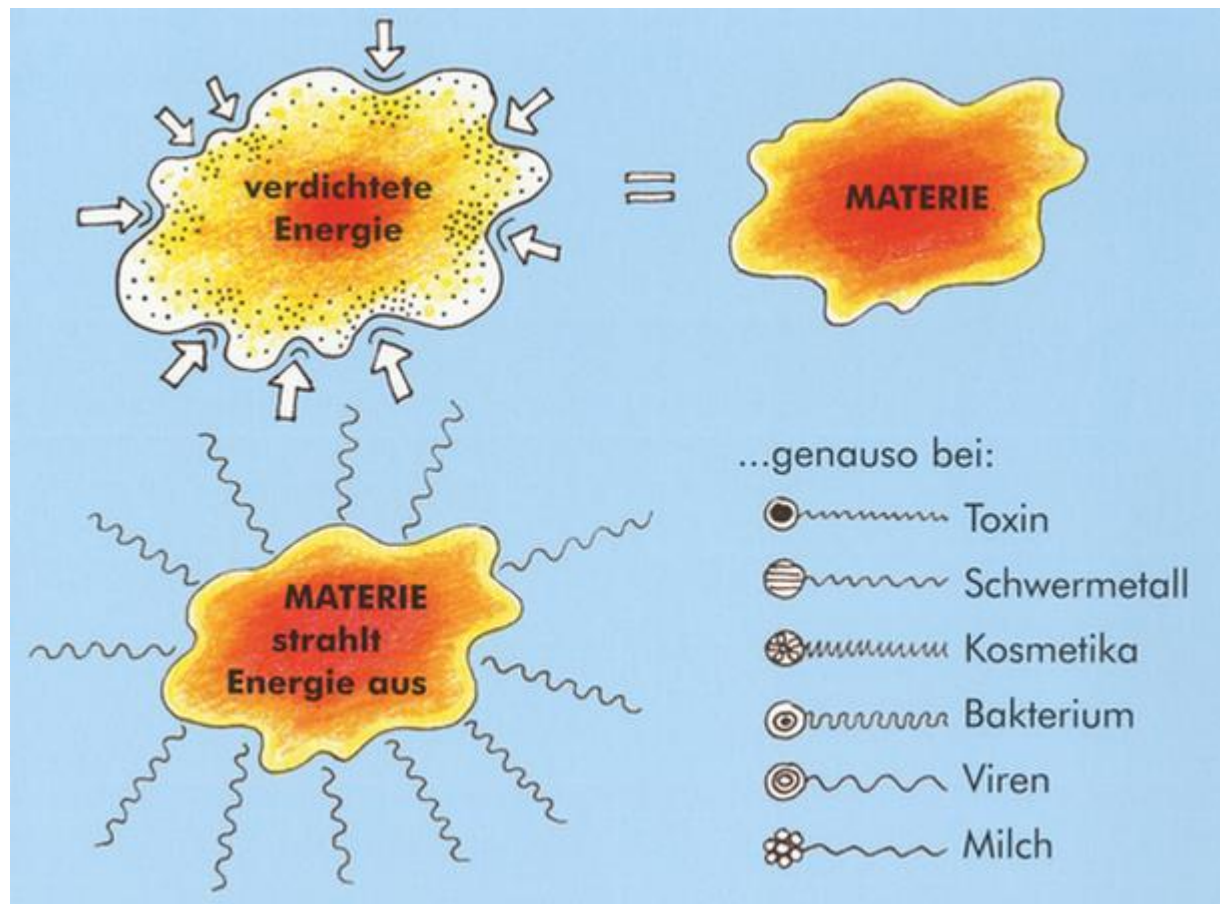 verdichtete
Energie
=
MATERIE
MATERIE
strahlt
Energie aus
...genauso bei:
Toxin
Schwermetall
Kosmetika
Bakterium
Viren
Milch